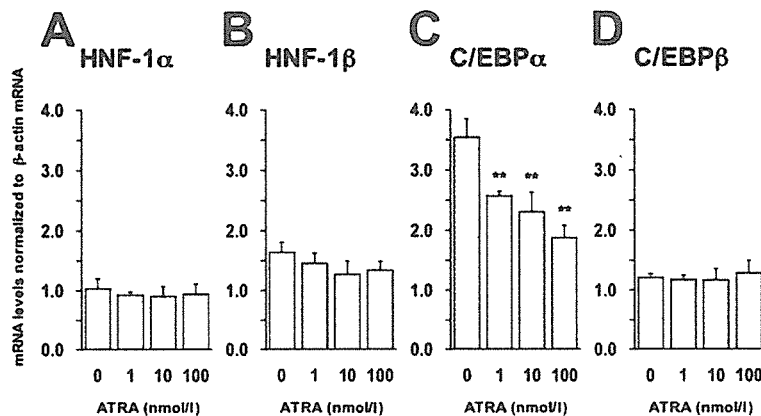 A
HNF-1α
B
HNF-1β
C
C/EBPα
D
C/EBPβ
mRNA levels normalized to β-actin mRNA
4.0
3.0
2.0
1.0
0.0
0 1 10 100
ATRA (nmol/l)
4.0
3.0
2.0
1.0
0.0
0 1 10 100
ATRA (nmol/l)
4.0
3.0
2.0
1.0
0.0
** ** **
0 1 10 100
ATRA (nmol/l)
4.0
3.0
2.0
1.0
0.0
0 1 10 100
ATRA (nmol/l)